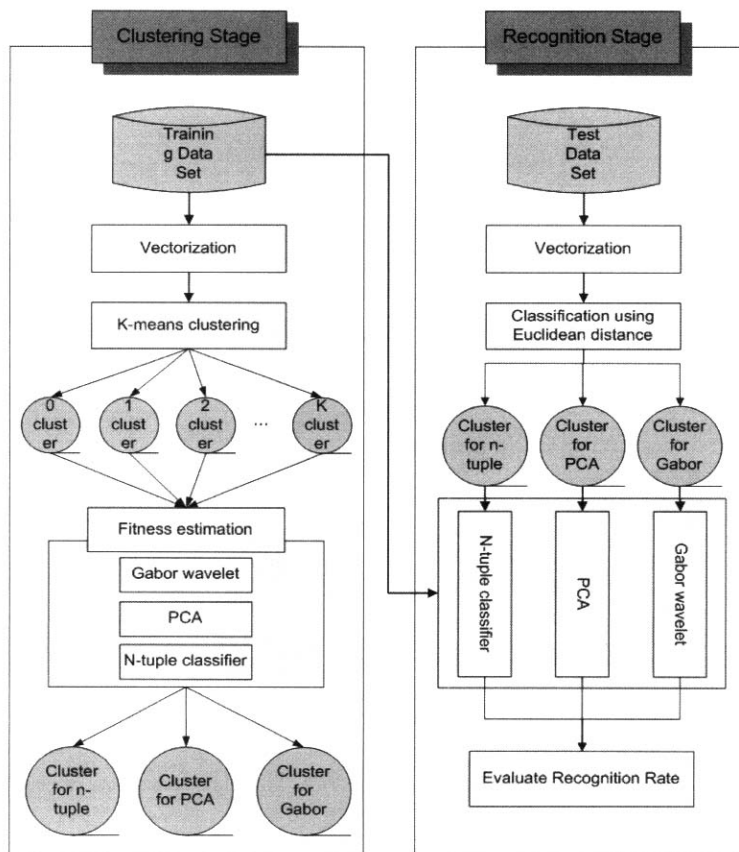 Clustering Stage
Trainin
g Data
Set
Vectorization
K-means clustering
0
clust
er
1
clust
er
2
clust
er
...
K
clust
er
Fitness estimation
Gabor wavelet
PCA
N-tuple classifier
Cluster
for n-
tuple
Cluster
for PCA
Cluster
for
Gabor
Recognition Stage
Test
Data
Set
Vectorization
Classification using
Euclidean distance
Cluster
for n-
tuple
Cluster
for
PCA
Cluster
for
Gabor
N-tuple classifier
PCA
Gabor wavelet
Evaluate Recognition Rate